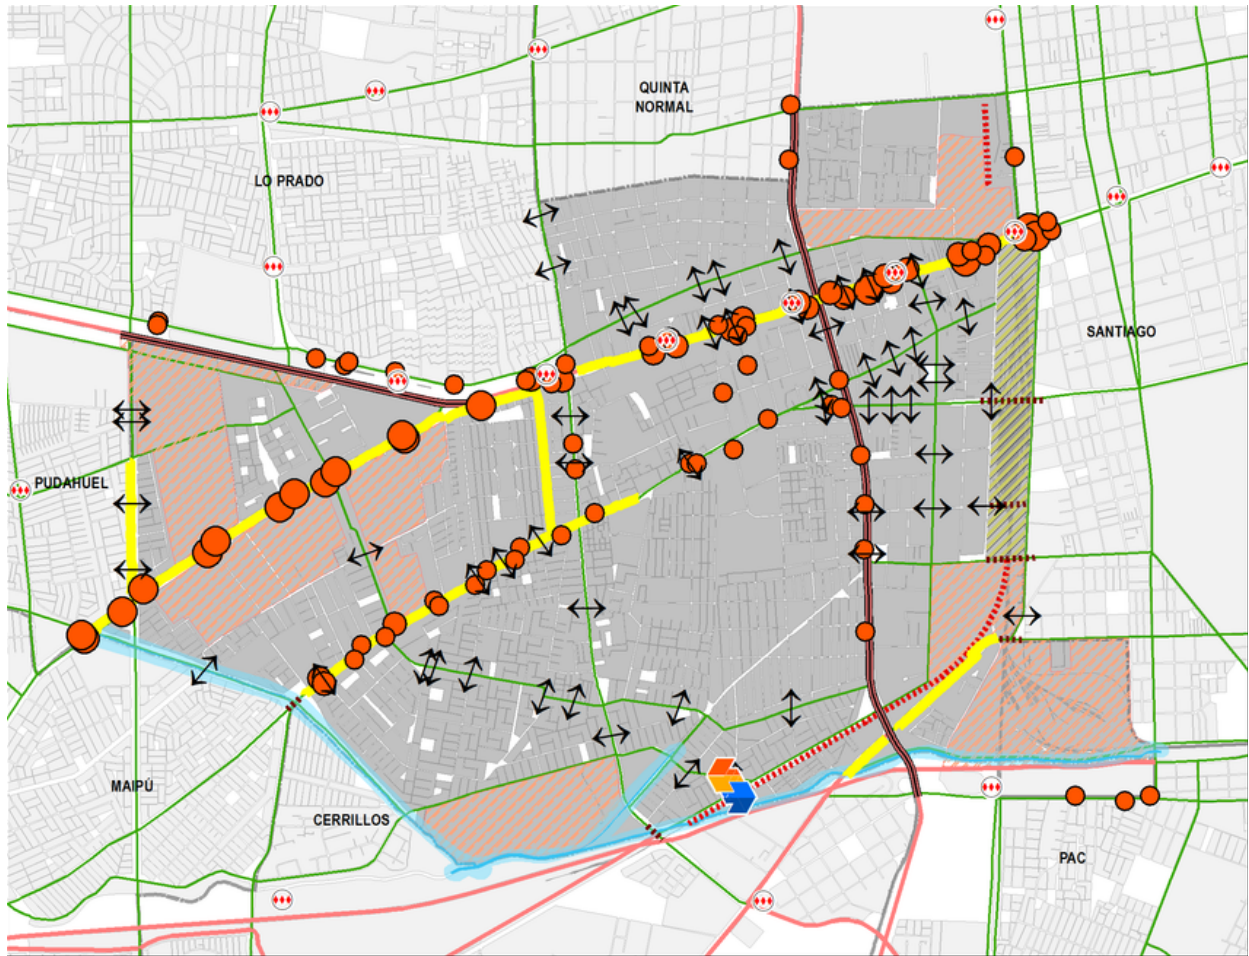 QUINTA
NORMAL
LO PRADO
SANTIAGO
PUDAHUEL
MAIPÚ
CERRILLOS
PAC